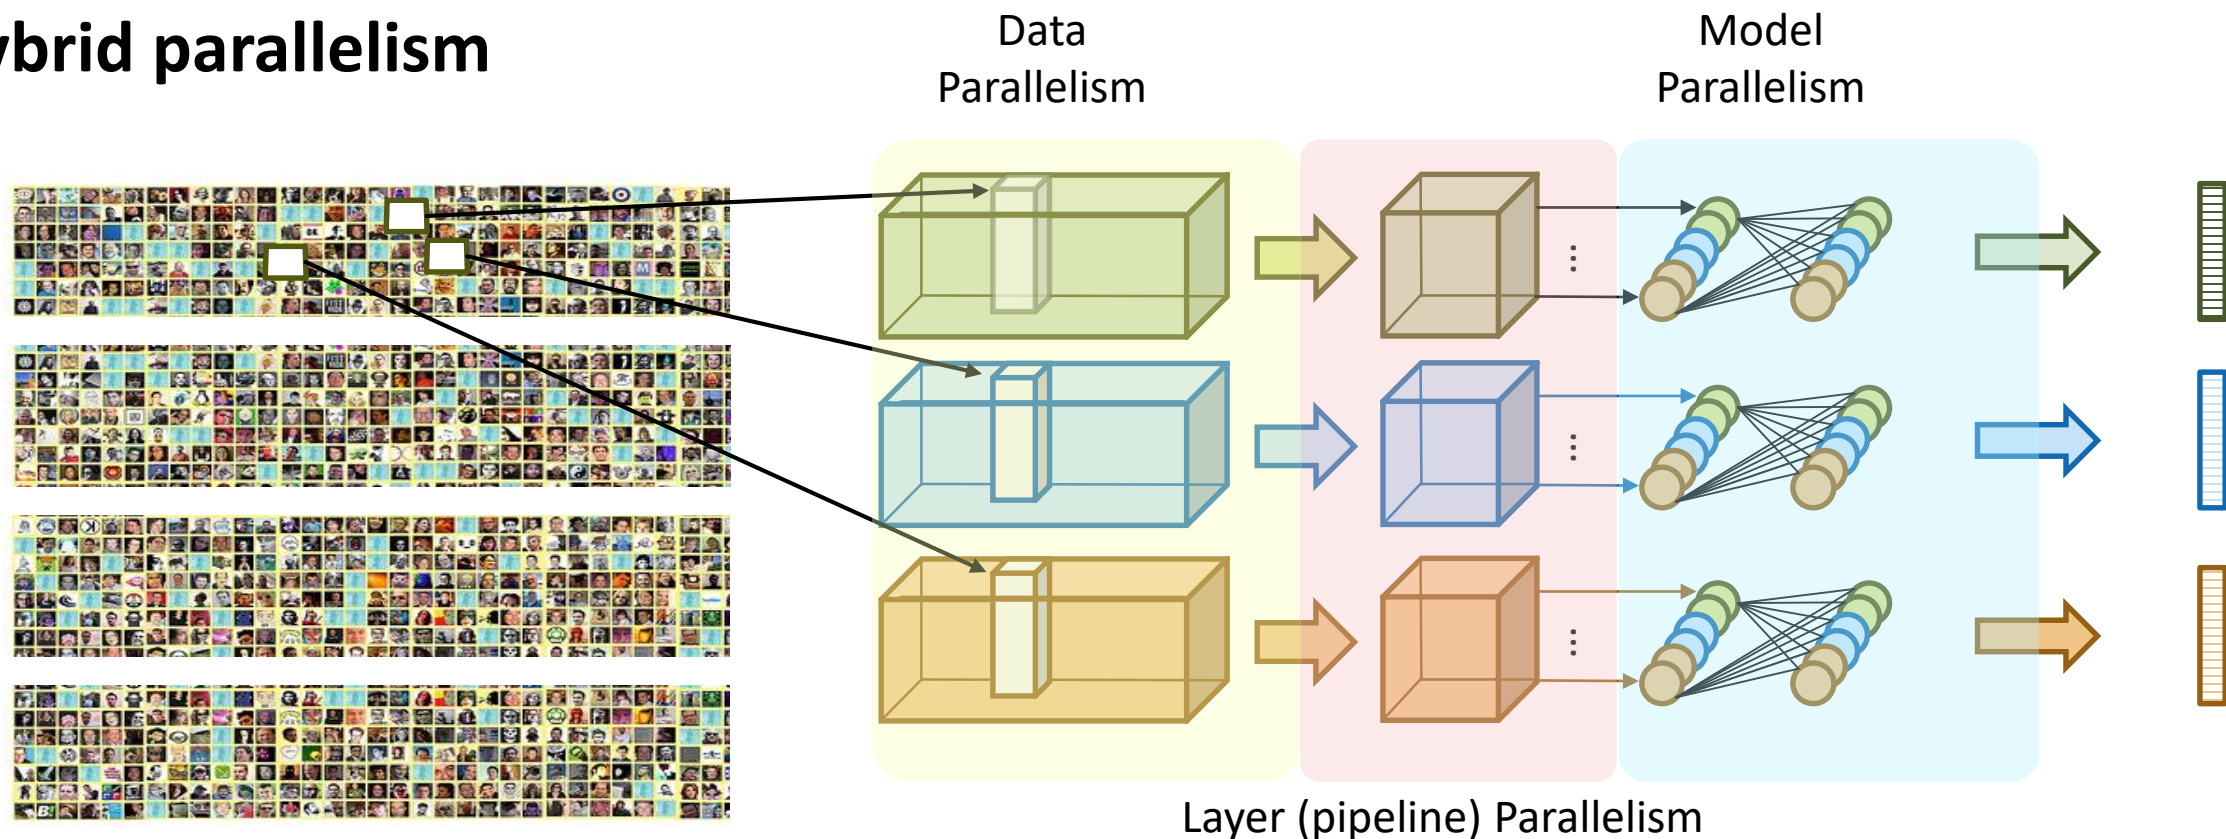 ybrid parallelism
Data
Parallelism
Model
Parallelism
...
...
...
Layer (pipeline) Parallelism